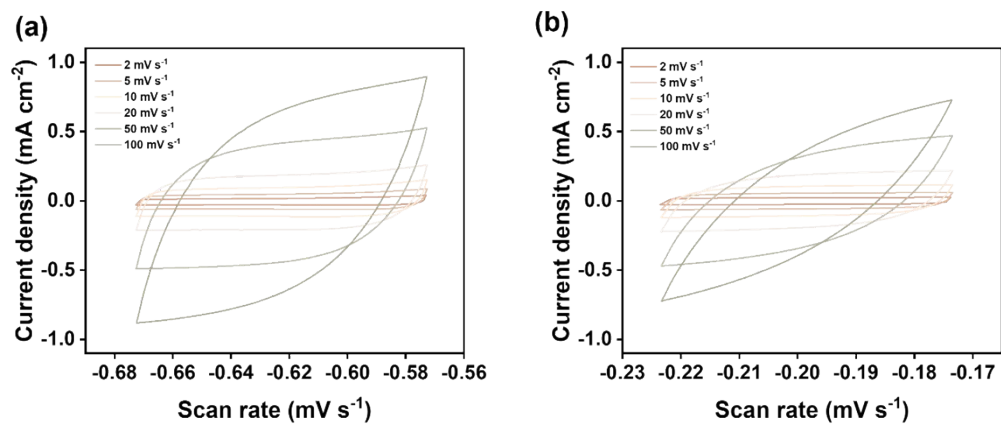 (a)
Current density (mA cm⁻²)
1.0
0.5
0.0
-0.5
-1.0
2 mV s⁻¹
5 mV s⁻¹
10 mV s⁻¹
20 mV s⁻¹
50 mV s⁻¹
100 mV s⁻¹
-0.68 -0.66 -0.64 -0.62 -0.60 -0.58 -0.56
Scan rate (mV s⁻¹)
(b)
Current density (mA cm⁻²)
1.0
0.5
0.0
-0.5
-1.0
2 mV s⁻¹
5 mV s⁻¹
10 mV s⁻¹
20 mV s⁻¹
50 mV s⁻¹
100 mV s⁻¹
-0.23 -0.22 -0.21 -0.20 -0.19 -0.18 -0.17
Scan rate (mV s⁻¹)